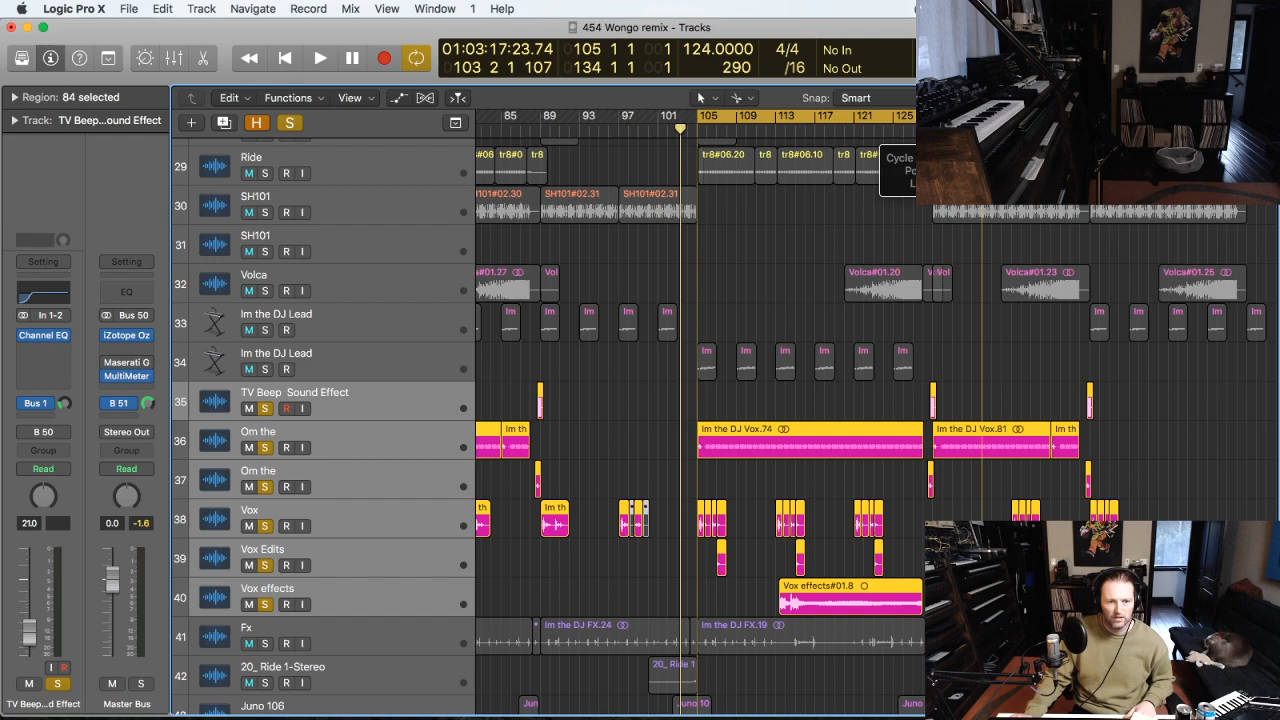 Logic Pro X File Edit Track Navigate Record Mix View Window 1 Help
454 Wongo remix - Tracks
01:03:17:23.74 0105 1 1 001 124.0000 4/4 No In
0103 2 1 107 0134 1 1 001 290 /16 No Out
Region: 84 selected
Edit Functions View Snap: Smart
Track: TV Beep...ound Effect
H S 85 89 93 97 101 105 109 113 117 121 125
29 Ride M S R I
tr8#0 tr8 tr8#06.20 tr8 tr8#06.10 tr8 tr8#
Cycle
30 SH101 M S R I
SH101#02.31 SH101#02.31
31 SH101 M S R I
32 Volca M S R I
Vol Volca#01.20 Vol Volca#01.23 Volca#01.25
33 Im the DJ Lead M S R
Im Im Im Im Im Im Im Im Im
34 Im the DJ Lead M S R
Im Im Im Im Im Im
35 TV Beep Sound Effect M S R I
36 Om the M S R I
Im th Im the DJ Vox.74 Im the DJ Vox.81 Im th
37 Om the M S R I
38 Vox M S R I
th Im th
39 Vox Edits M S R I
40 Vox effects M S R I
Vox effects#01.8
41 Fx M S R I
Im the DJ FX.24 Im the DJ FX.19
42 20_ Ride 1-Stereo M S R I
20_ Ride 1
Juno 106
Jun Juno 10 Juno
Setting Setting
EQ
In 1-2 Bus 50
Channel EQ iZotope Oz
Maserati G
MultiMeter
Bus 1 B 51
B 50 Stereo Out
Group Group
Read Read
21.0 0.0 -1.6
I R
M S M S
TV Beep...d Effect Master Bus